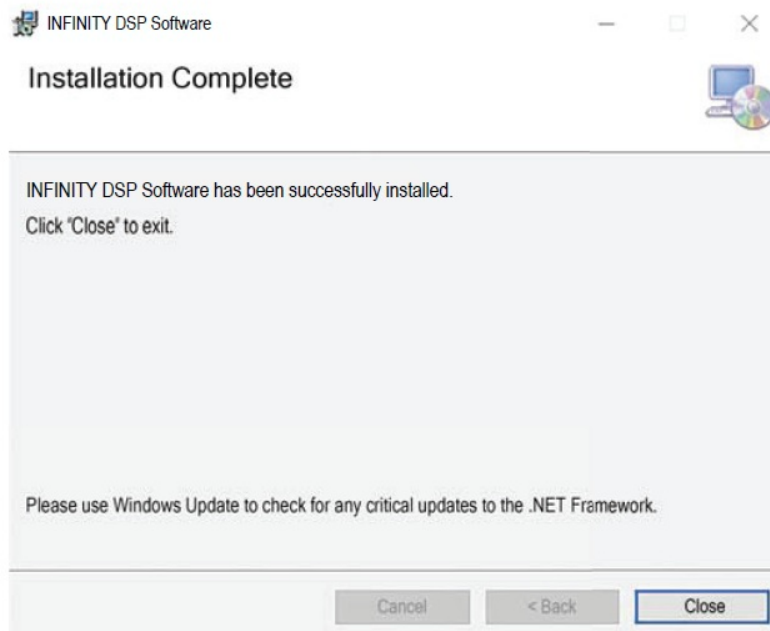 INFINITY DSP Software
Installation Complete
INFINITY DSP Software has been successfully installed.
Click "Close" to exit.
Please use Windows Update to check for any critical updates to the .NET Framework.
Cancel
< Back
Close